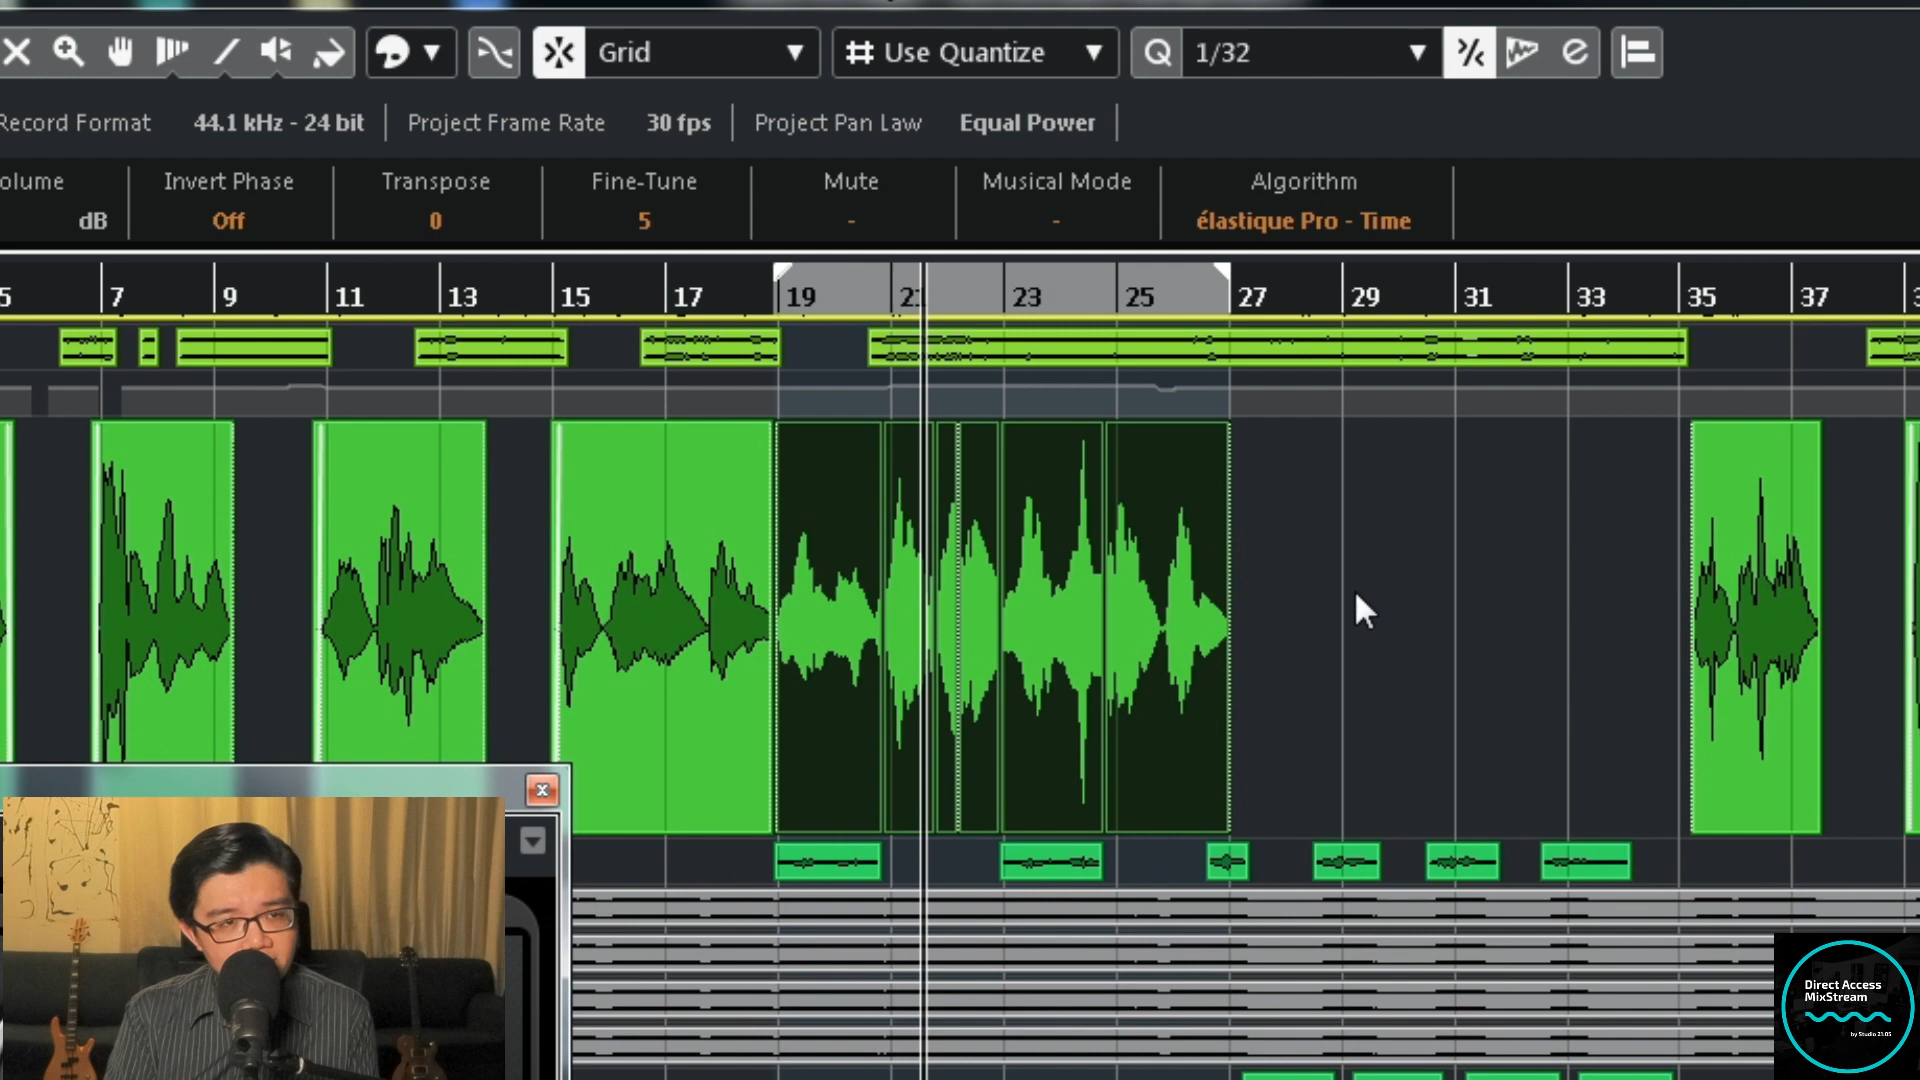 Grid
Use Quantize
Q
1/32
Record Format 44.1 kHz - 24 bit Project Frame Rate 30 fps Project Pan Law Equal Power
olume Invert Phase Transpose Fine-Tune Mute Musical Mode Algorithm
dB Off 0 5 - - élastique Pro - Time
5 7 9 11 13 15 17 19 21 23 25 27 29 31 33 35 37
Direct Access
MixStream
by Studio 21:05